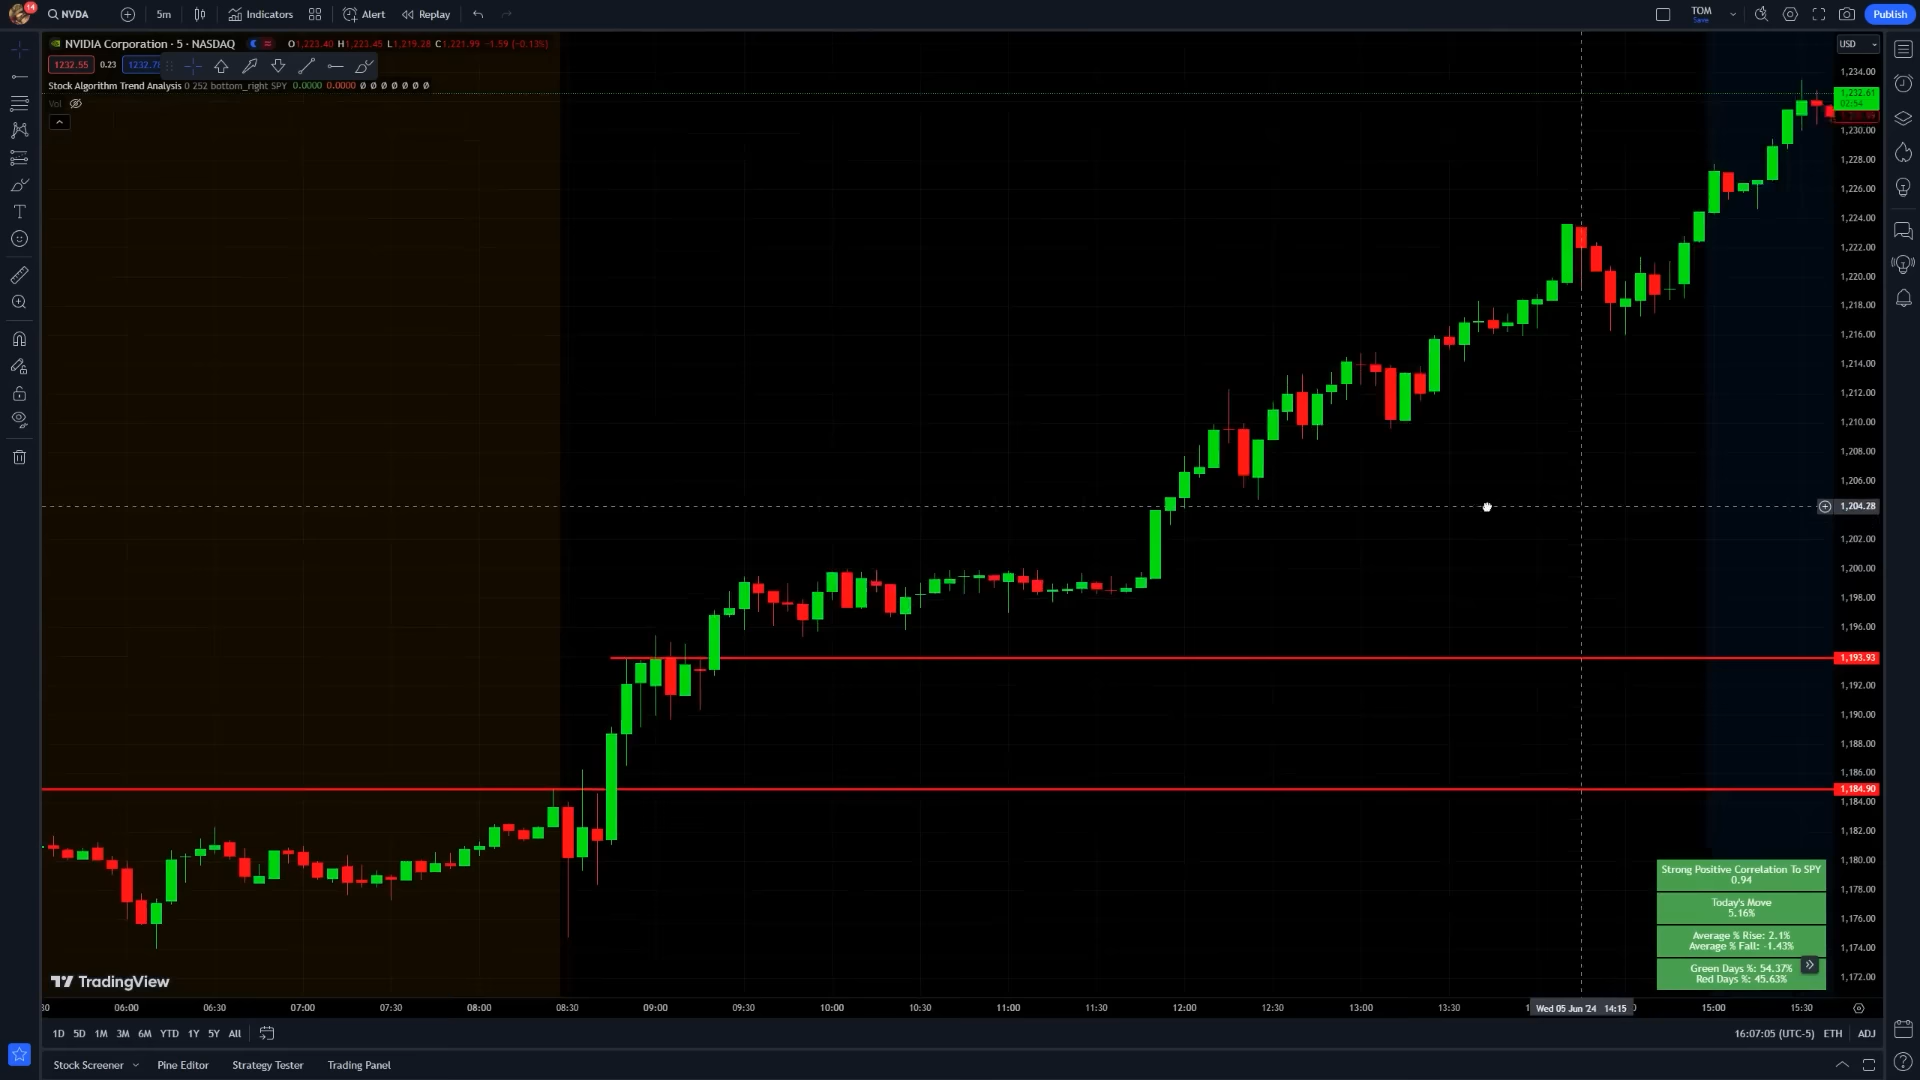 14
NVDA
5m
Indicators
Alert
Replay
TOM
Save
Publish
NVIDIA Corporation · 5 · NASDAQ
O1,223.40 H1,223.45 L1,219.28 C1,221.99 -1.59 (-0.13%)
USD
1232.55
0.23
1232.78
Stock Algorithm Trend Analysis 0 252 bottom_right SPY 0.0000 0.0000 Ø Ø Ø Ø Ø Ø Ø
Vol
1,234.00
1,232.61
02:54
1,230.00
1,228.00
1,226.00
1,224.00
1,222.00
1,220.00
1,218.00
1,216.00
1,214.00
1,212.00
1,210.00
1,208.00
1,206.00
1,204.28
1,202.00
1,200.00
1,198.00
1,196.00
1,193.93
1,192.00
1,190.00
1,188.00
1,186.00
1,184.90
1,184.00
1,182.00
1,180.00
1,178.00
1,176.00
1,174.00
1,172.00
Strong Positive Correlation To SPY
0.94
Today's Move
5.16%
Average % Rise: 2.1%
Average % Fall: -1.43%
Green Days %: 54.37%
Red Days %: 45.63%
TradingView
30
06:00
06:30
07:00
07:30
08:00
08:30
09:00
09:30
10:00
10:30
11:00
11:30
12:00
12:30
13:00
13:30
Wed 05 Jun '24 14:15
15:00
15:30
1D 5D 1M 3M 6M YTD 1Y 5Y All
16:07:05 (UTC-5) ETH ADJ
Stock Screener
Pine Editor
Strategy Tester
Trading Panel